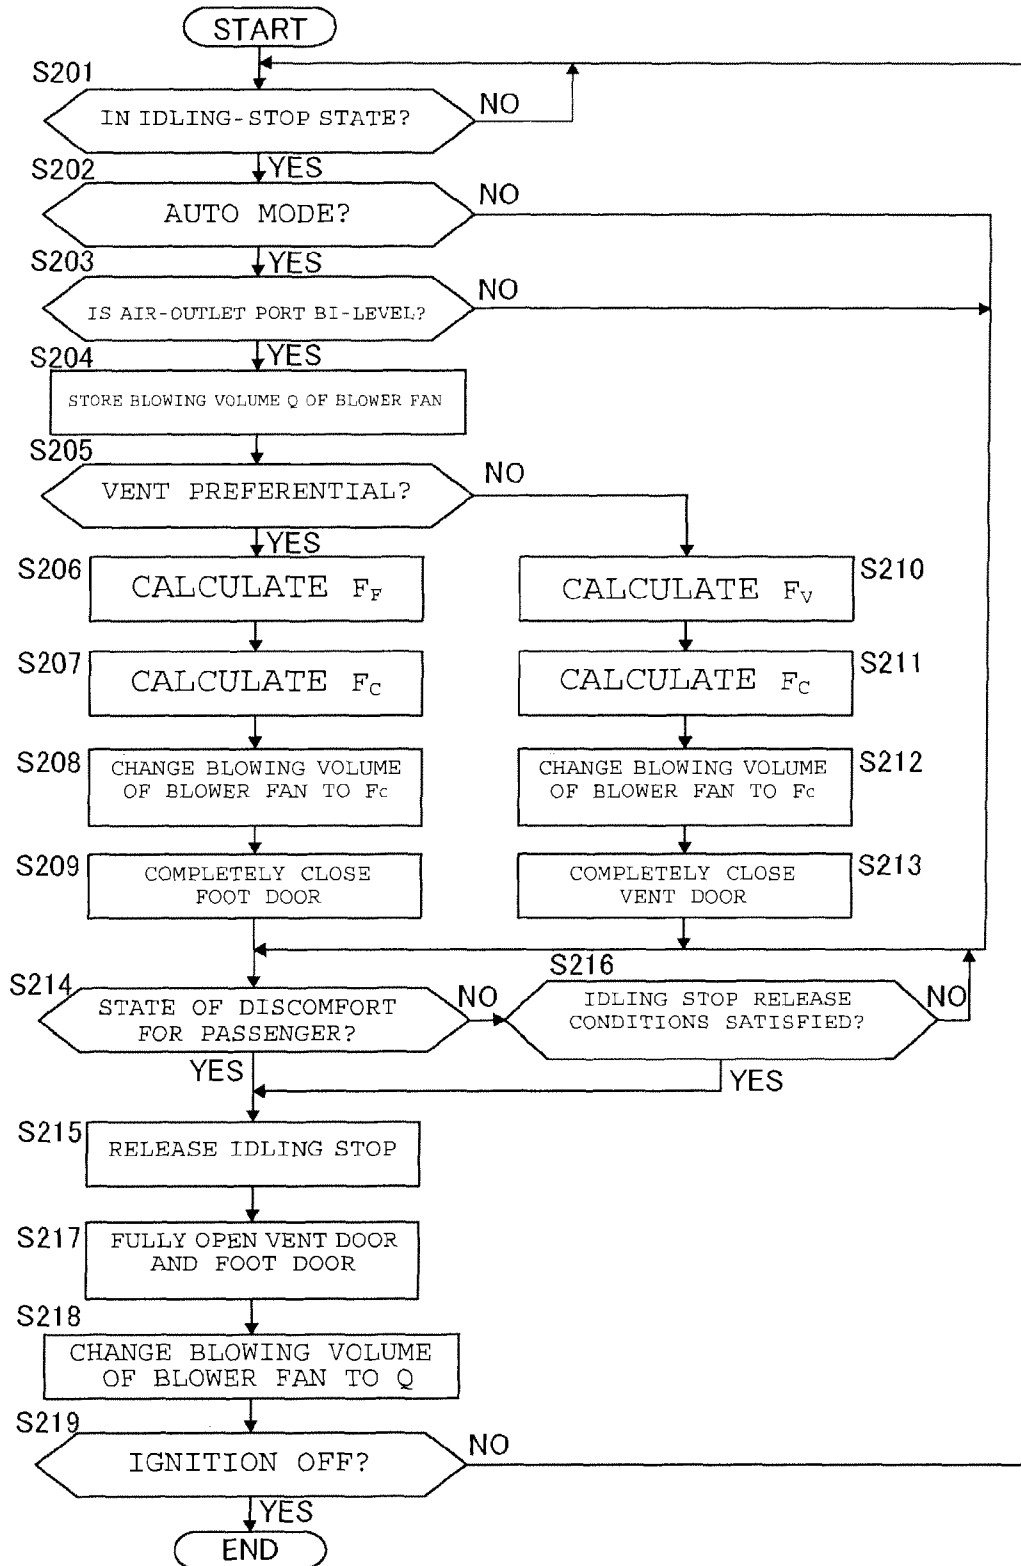 START
S201
IN IDLING-STOP STATE?
NO
YES
S202
AUTO MODE?
NO
YES
S203
IS AIR-OUTLET PORT BI-LEVEL?
NO
YES
S204
STORE BLOWING VOLUME Q OF BLOWER FAN
S205
VENT PREFERENTIAL?
NO
YES
S206
CALCULATE FF
S210
CALCULATE FV
S207
CALCULATE FC
S211
CALCULATE FC
S208
CHANGE BLOWING VOLUME
OF BLOWER FAN TO FC
S212
CHANGE BLOWING VOLUME
OF BLOWER FAN TO FC
S209
COMPLETELY CLOSE
FOOT DOOR
S213
COMPLETELY CLOSE
VENT DOOR
S214
STATE OF DISCOMFORT
FOR PASSENGER?
NO
YES
S216
IDLING STOP RELEASE
CONDITIONS SATISFIED?
NO
YES
S215
RELEASE IDLING STOP
S217
FULLY OPEN VENT DOOR
AND FOOT DOOR
S218
CHANGE BLOWING VOLUME
OF BLOWER FAN TO Q
S219
IGNITION OFF?
NO
YES
END